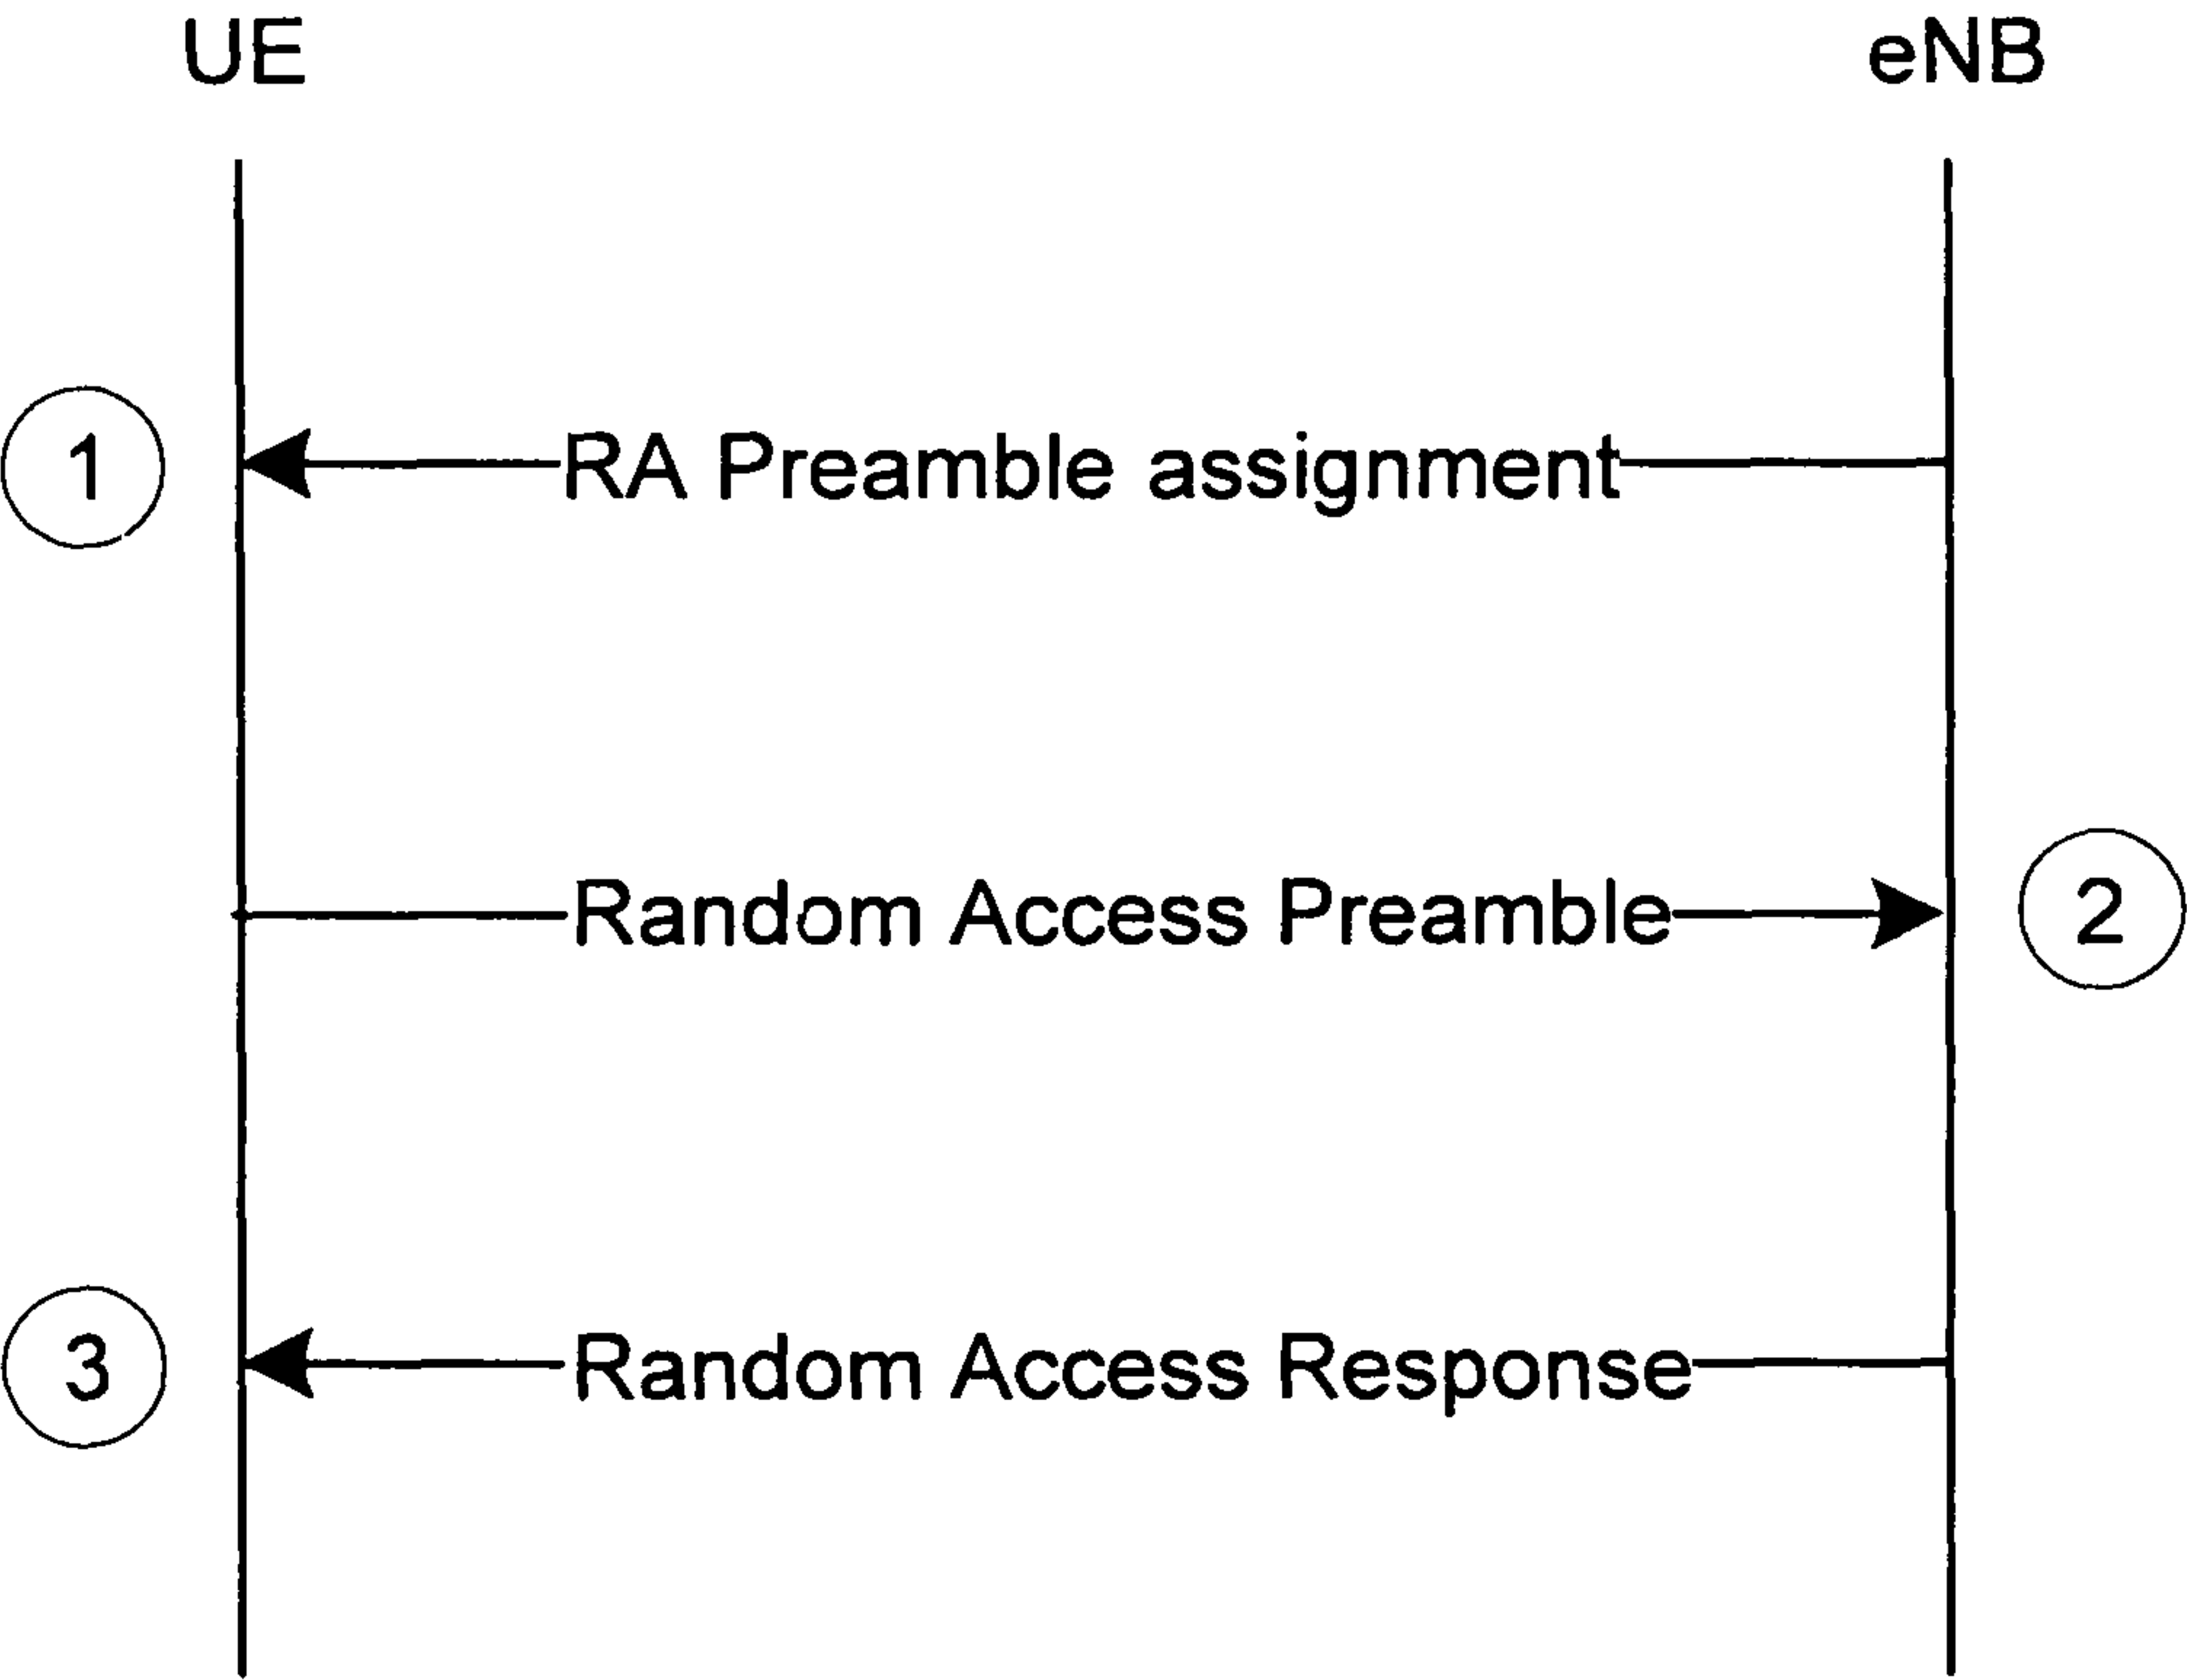 UE
eNB
1
RA Preamble assignment
Random Access Preamble
2
3
Random Access Response